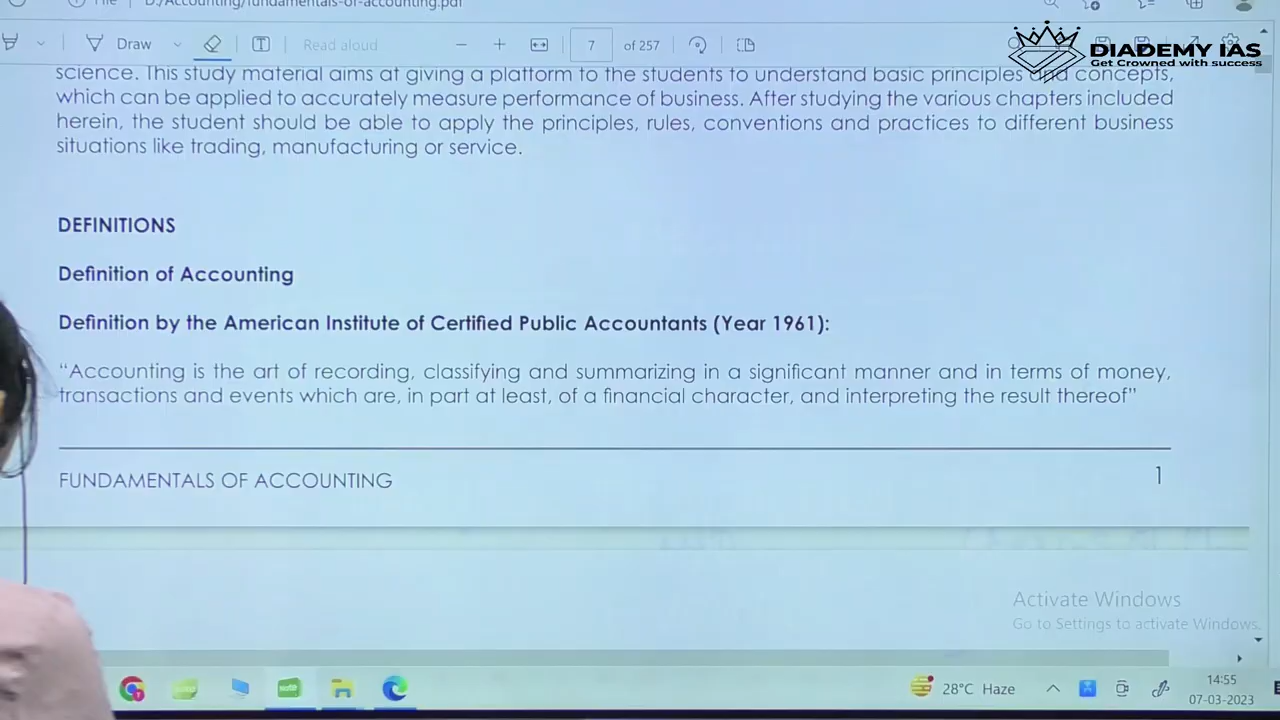 File D:/Accounting/fundamentals-of-accounting.pdf
Draw T Read aloud 7 of 257
DIADEMY IAS
Get Crowned with success
science. This study material aims at giving a platform to the students to understand basic principles and concepts,
which can be applied to accurately measure performance of business. After studying the various chapters included
herein, the student should be able to apply the principles, rules, conventions and practices to different business
situations like trading, manufacturing or service.
DEFINITIONS
Definition of Accounting
Definition by the American Institute of Certified Public Accountants (Year 1961):
“Accounting is the art of recording, classifying and summarizing in a significant manner and in terms of money,
transactions and events which are, in part at least, of a financial character, and interpreting the result thereof”
FUNDAMENTALS OF ACCOUNTING 1
Activate Windows
Go to Settings to activate Windows.
28°C Haze
14:55
07-03-2023